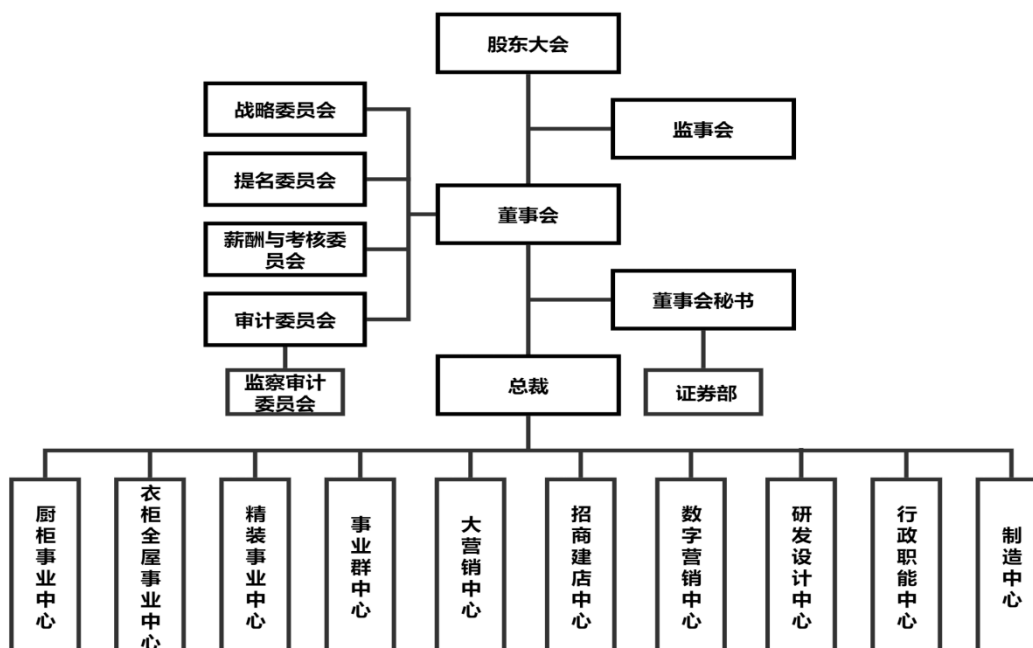 股东大会
战略委员会
监事会
提名委员会
董事会
薪酬与考核委
员会
董事会秘书
审计委员会
总裁
监察审计
委员会
证券部
厨柜事业中心
衣柜全屋事业中心
精装事业中心
事业群中心
大营销中心
招商建店中心
数字营销中心
研发设计中心
行政职能中心
制造中心